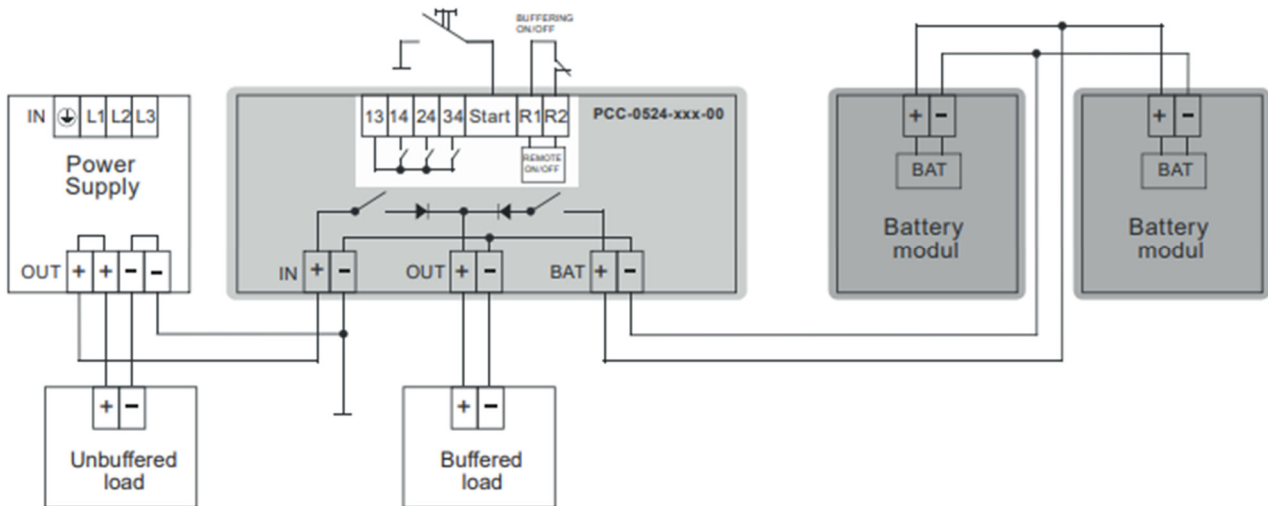 BUFFERING
ON/OFF
IN L1 L2 L3
Power
Supply
OUT + + - -
13 14 24 34 Start R1 R2
PCC-0524-xxx-00
REMOTE
ON/OFF
IN + -
OUT + -
BAT + -
+ -
BAT
Battery
modul
+ -
BAT
Battery
modul
+ -
Unbuffered
load
+ -
Buffered
load